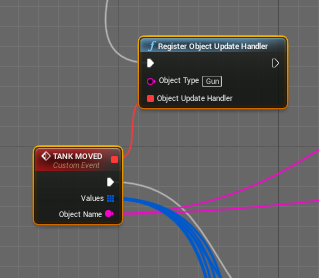 f Register Object Update Handler
Object Type Gun
Object Update Handler
TANK MOVED
Custom Event
Values
Object Name